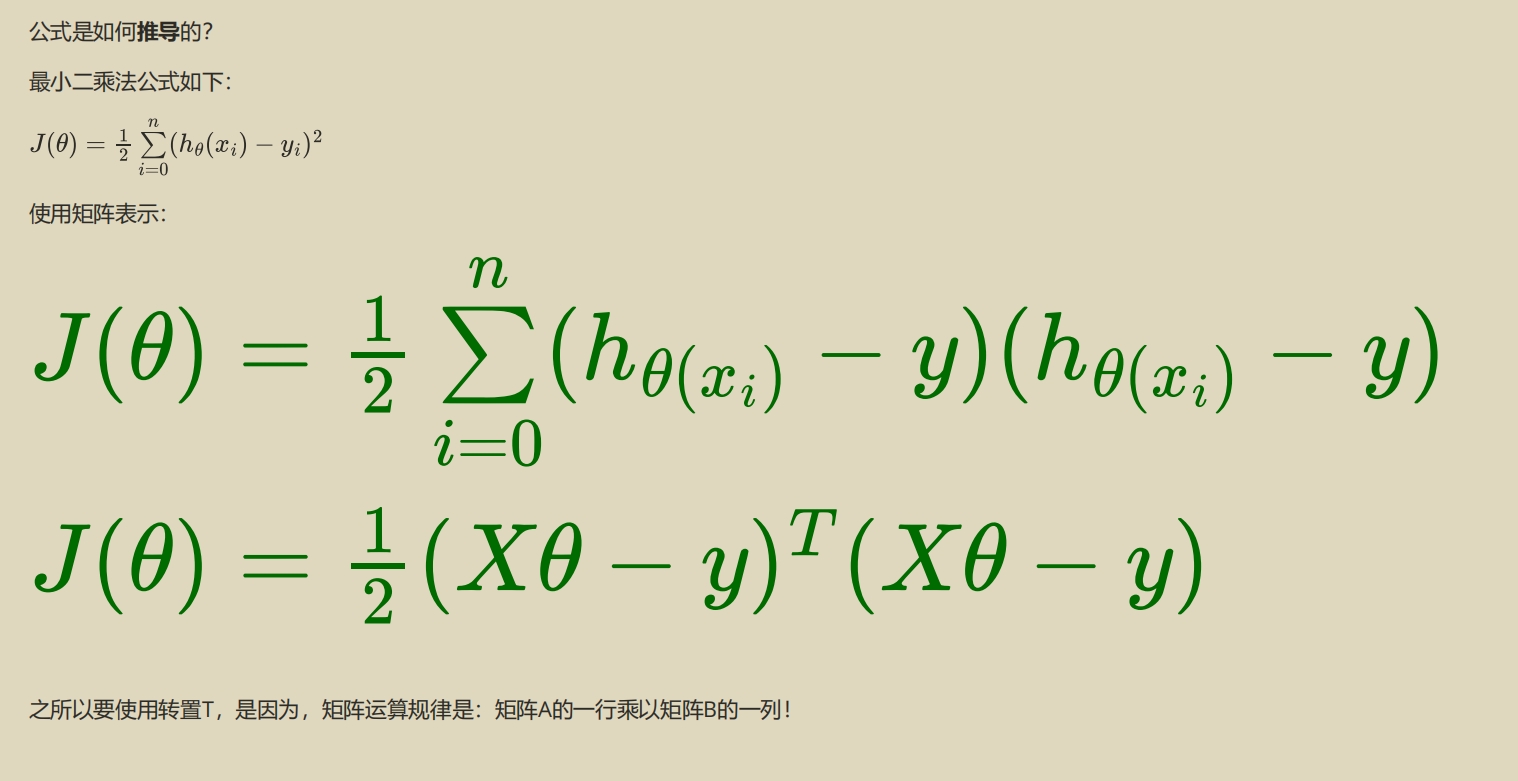 公式是如何推导的？
最小二乘法公式如下：
$J(\theta) = \frac{1}{2}\sum\limits_{i=0}^{n}(h_{\theta}(x_i) - y_i)^2$
使用矩阵表示：
$J(\theta) = \frac{1}{2}\sum\limits_{i=0}^{n}(h_{\theta(x_i)} - y)(h_{\theta(x_i)} - y)$
$J(\theta) = \frac{1}{2}(X\theta - y)^T(X\theta - y)$
之所以要使用转置T，是因为，矩阵运算规律是：矩阵A的一行乘以矩阵B的一列！